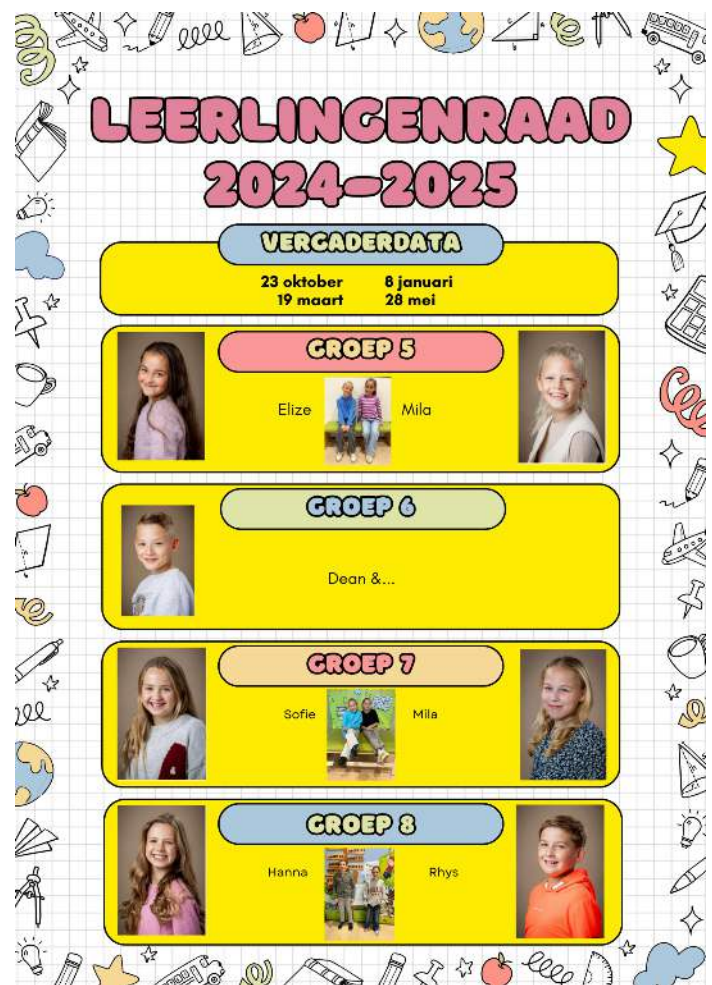 LEERLINGENRAAD
2024-2025
VERGADERDATA
23 oktober 8 januari
19 maart 28 mei
GROEP 5
Elize Mila
GROEP 6
Dean &...
GROEP 7
Sofie Mila
GROEP 8
Hanna Rhys